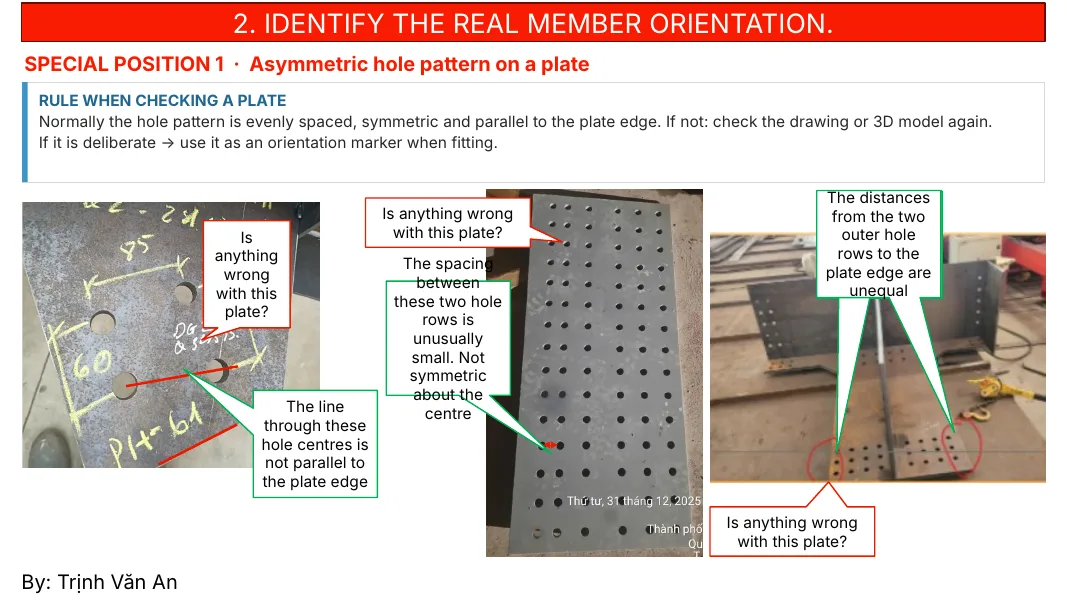 2. IDENTIFY THE REAL MEMBER ORIENTATION.
SPECIAL POSITION 1 · Asymmetric hole pattern on a plate
RULE WHEN CHECKING A PLATE
Normally the hole pattern is evenly spaced, symmetric and parallel to the plate edge. If not: check the drawing or 3D model again.
If it is deliberate → use it as an orientation marker when fitting.
85
60
Is
anything
wrong
with this
plate?
The line
through these
hole centres is
not parallel to
the plate edge
Is anything wrong
with this plate?
The spacing
between
these two hole
rows is
unusually
small. Not
symmetric
about the
centre
Thứ tư, 31 tháng 12, 2025
Thành phố
Qu
T
The distances
from the two
outer hole
rows to the
plate edge are
unequal
Is anything wrong
with this plate?
By: Trịnh Văn An